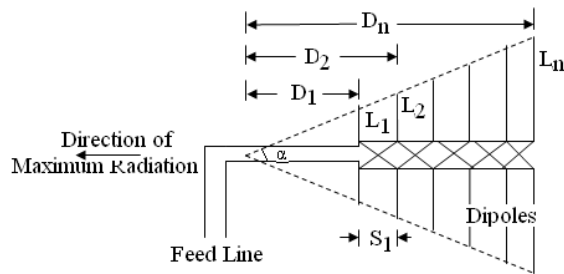 Dn
D2
D1
Ln
L1
L2
Direction of
Maximum Radiation
α
Dipoles
S1
Feed Line